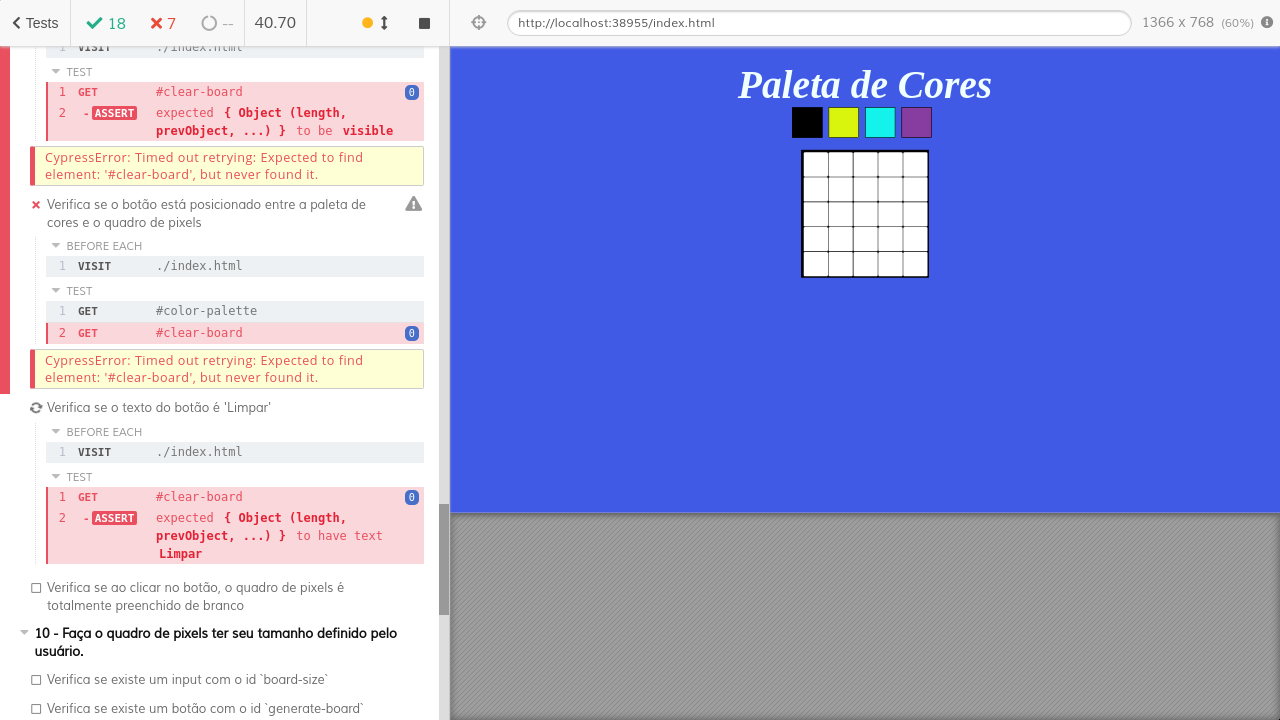 Tests 18 7 -- 40.70 http://localhost:38955/index.html 1366 x 768 (60%)
1 VISIT ./index.html
TEST
1 GET #clear-board 0
2 -ASSERT expected { Object (length,
prevObject, ...) } to be visible
CypressError: Timed out retrying: Expected to find
element: '#clear-board', but never found it.
Verifica se o botão está posicionado entre a paleta de
cores e o quadro de pixels
BEFORE EACH
1 VISIT ./index.html
TEST
1 GET #color-palette
2 GET #clear-board 0
CypressError: Timed out retrying: Expected to find
element: '#clear-board', but never found it.
Verifica se o texto do botão é 'Limpar'
BEFORE EACH
1 VISIT ./index.html
TEST
1 GET #clear-board 0
2 -ASSERT expected { Object (length,
prevObject, ...) } to have text
Limpar
Verifica se ao clicar no botão, o quadro de pixels é
totalmente preenchido de branco
10 - Faça o quadro de pixels ter seu tamanho definido pelo
usuário.
Verifica se existe um input com o id `board-size`
Verifica se existe um botão com o id `generate-board`
Paleta de Cores